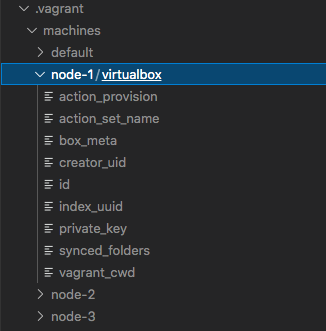 .vagrant
machines
default
node-1/virtualbox
action_provision
action_set_name
box_meta
creator_uid
id
index_uuid
private_key
synced_folders
vagrant_cwd
node-2
node-3